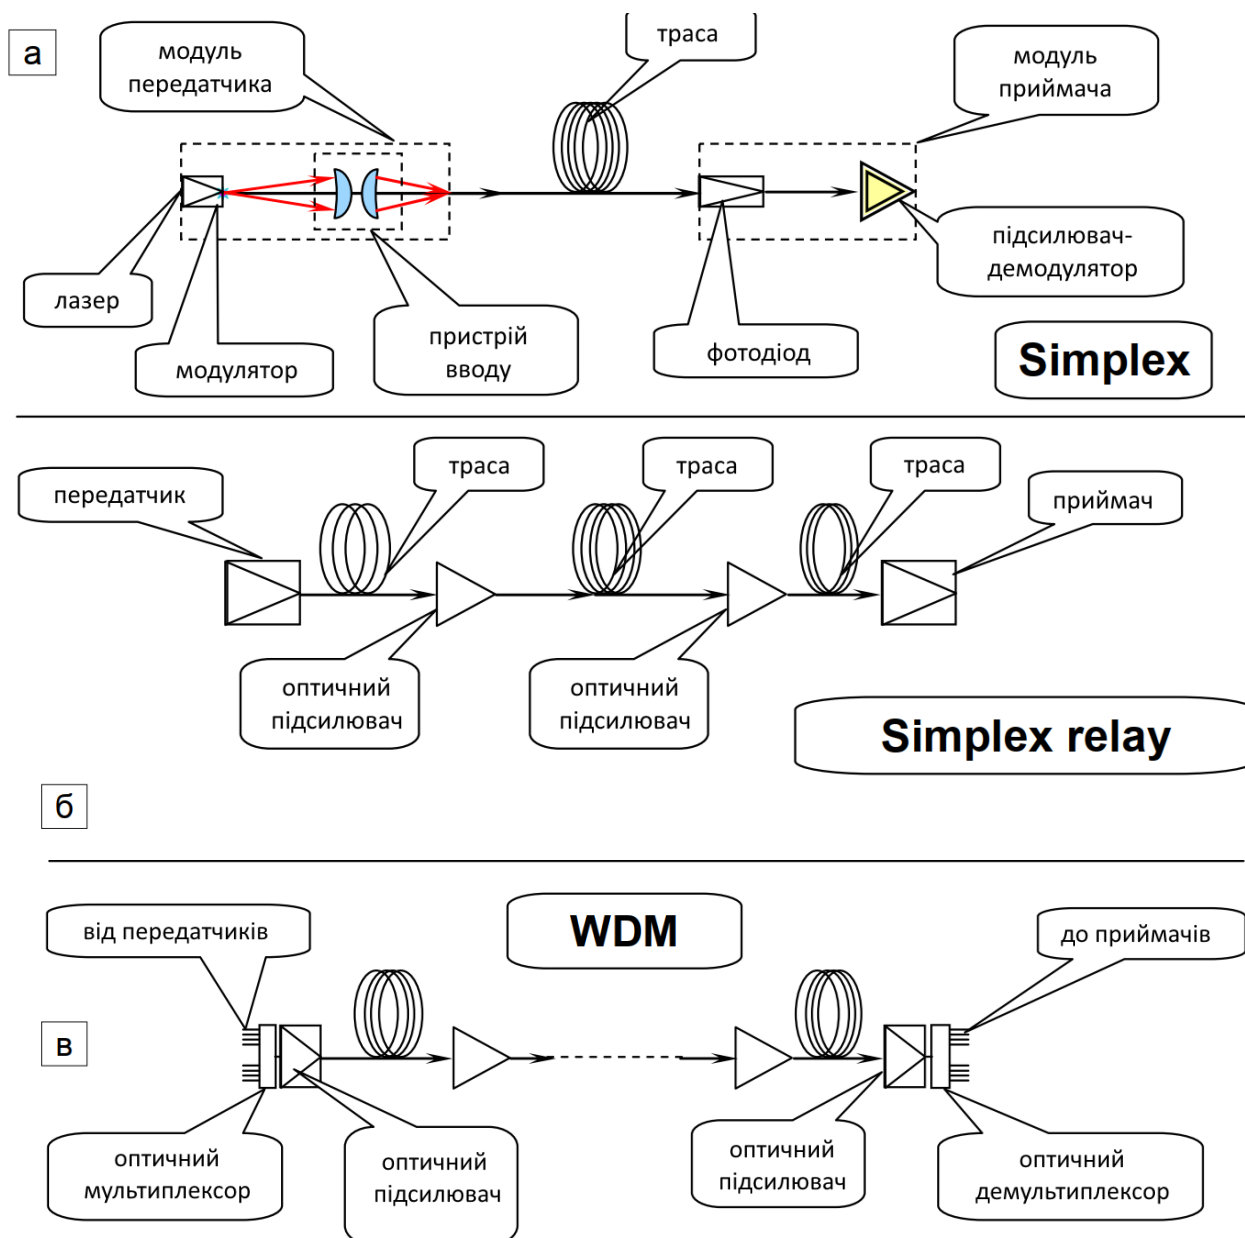 а
модуль
передатчика
траса
модуль
приймача
лазер
модулятор
пристрій
вводу
фотодіод
підсилювач-
демодулятор
Simplex
передатчик
траса
траса
траса
приймач
оптичний
підсилювач
оптичний
підсилювач
Simplex relay
б
від передатчиків
WDM
до приймачів
в
оптичний
мультиплексор
оптичний
підсилювач
оптичний
підсилювач
оптичний
демультиплексор